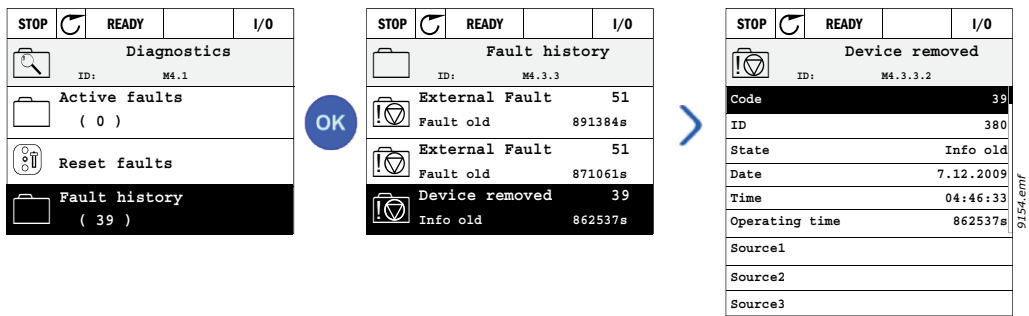 STOP READY I/O
Diagnostics
ID: M4.1
Active faults
( 0 )
Reset faults
Fault history
( 39 )
OK
STOP READY I/O
Fault history
ID: M4.3.3
External Fault 51
Fault old 891384s
External Fault 51
Fault old 871061s
Device removed 39
Info old 862537s
STOP READY I/O
Device removed
ID: M4.3.3.2
Code 39
ID 380
State Info old
Date 7.12.2009
Time 04:46:33
Operating time 862537s
Source1
Source2
Source3
9154.emf